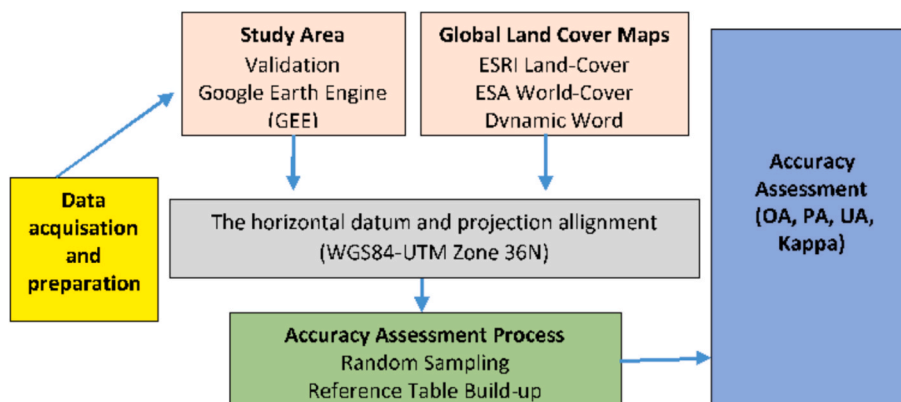 Study Area
Validation
Google Earth Engine
(GEE)
Global Land Cover Maps
ESRI Land-Cover
ESA World-Cover
Dynamic Word
Data
acquisation
and
preparation
The horizontal datum and projection allignment
(WGS84-UTM Zone 36N)
Accuracy Assessment Process
Random Sampling
Reference Table Build-up
Accuracy
Assessment
(OA, PA, UA,
Kappa)